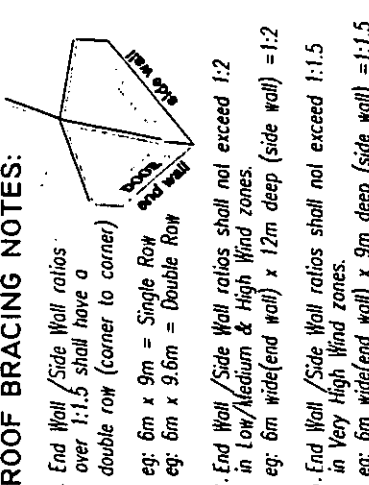 ROOF BRACING NOTES:
. End Wall/Side Wall ratios
over 1:1.5 shall have a
double row (corner to corner)
eg: 6m x 9m = Single Row
eg: 6m x 9.6m = Double Row
DOOR
end wall
side wall
. End Wall/Side Wall ratios shall not exceed 1:2
in Low/Medium & High Wind zones.
eg: 6m wide(end wall) x 12m deep (side wall) =1:2
. End Wall/Side Wall ratios shall not exceed 1:1.5
in Very High Wind zones.
eg: 6m wide(end wall) x 9m deep (side wall) =1:1.5